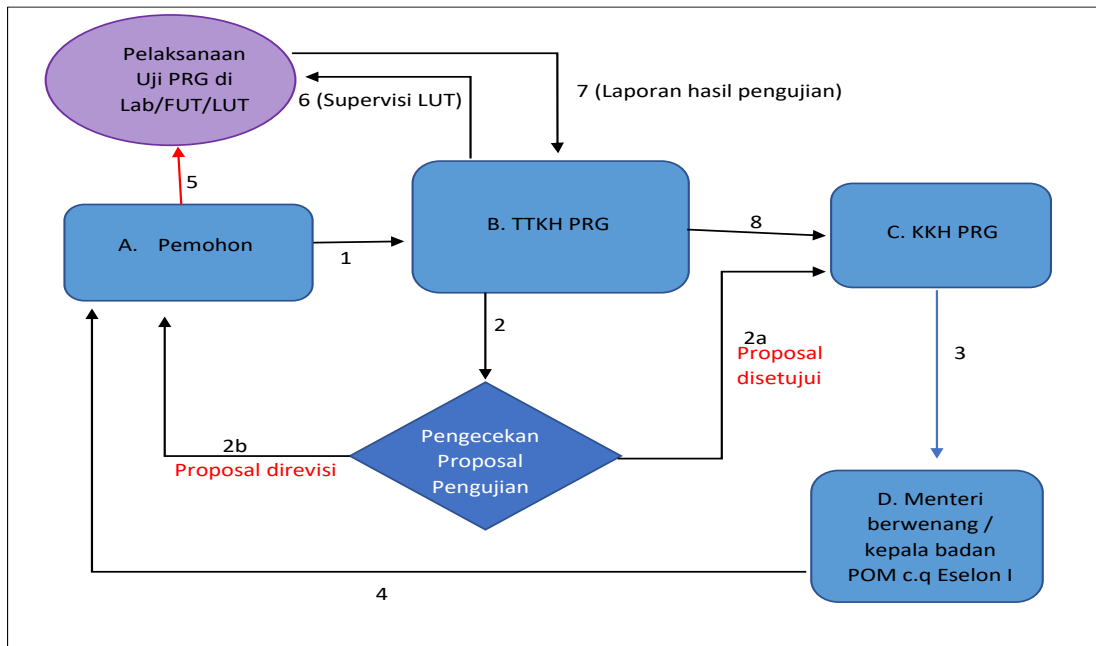 Pelaksanaan
Uji PRG di
Lab/FUT/LUT
6 (Supervisi LUT)
7 (Laporan hasil pengujian)
5
A. Pemohon
1
B. TTKH PRG
8
C. KKH PRG
2
2a
Proposal
disetujui
3
2b
Proposal direvisi
Pengecekan
Proposal
Pengujian
D. Menteri
berwenang /
kepala badan
POM c.q Eselon I
4